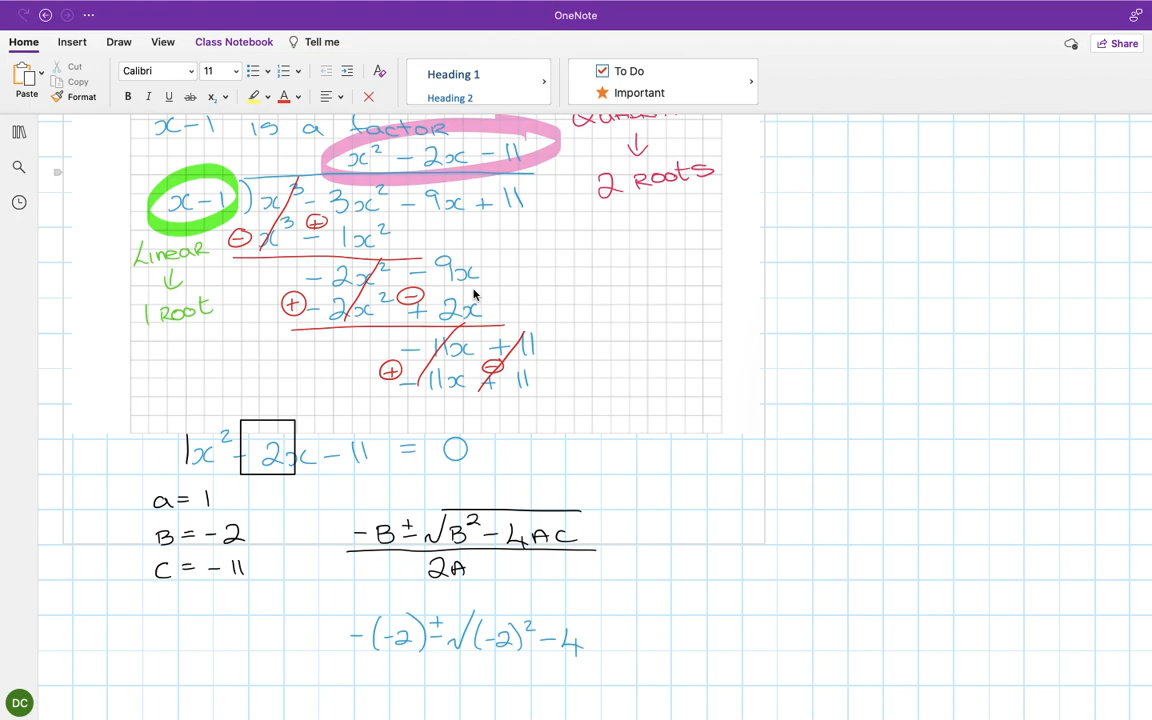 OneNote
Home Insert Draw View Class Notebook Tell me Share
Paste Cut Copy Format Calibri 11 Heading 1 Heading 2 To Do Important
B I U ab x₂ A
x-1 is a factor
x² - 2x - 11
x-1 ) x³ - 3x² - 9x + 11
↓
2 ROOTS
- x³ + - 1x²
Linear
↓
1 ROOT
- 2x² - 9x
+ - 2x² - + 2x
- 11x + 11
+ - 11x - + 11
1x² - 2x - 11 = 0
a = 1
B = -2
C = -11
-B ± √B² - 4AC
2A
-(-2) ± √(-2)² - 4
DC